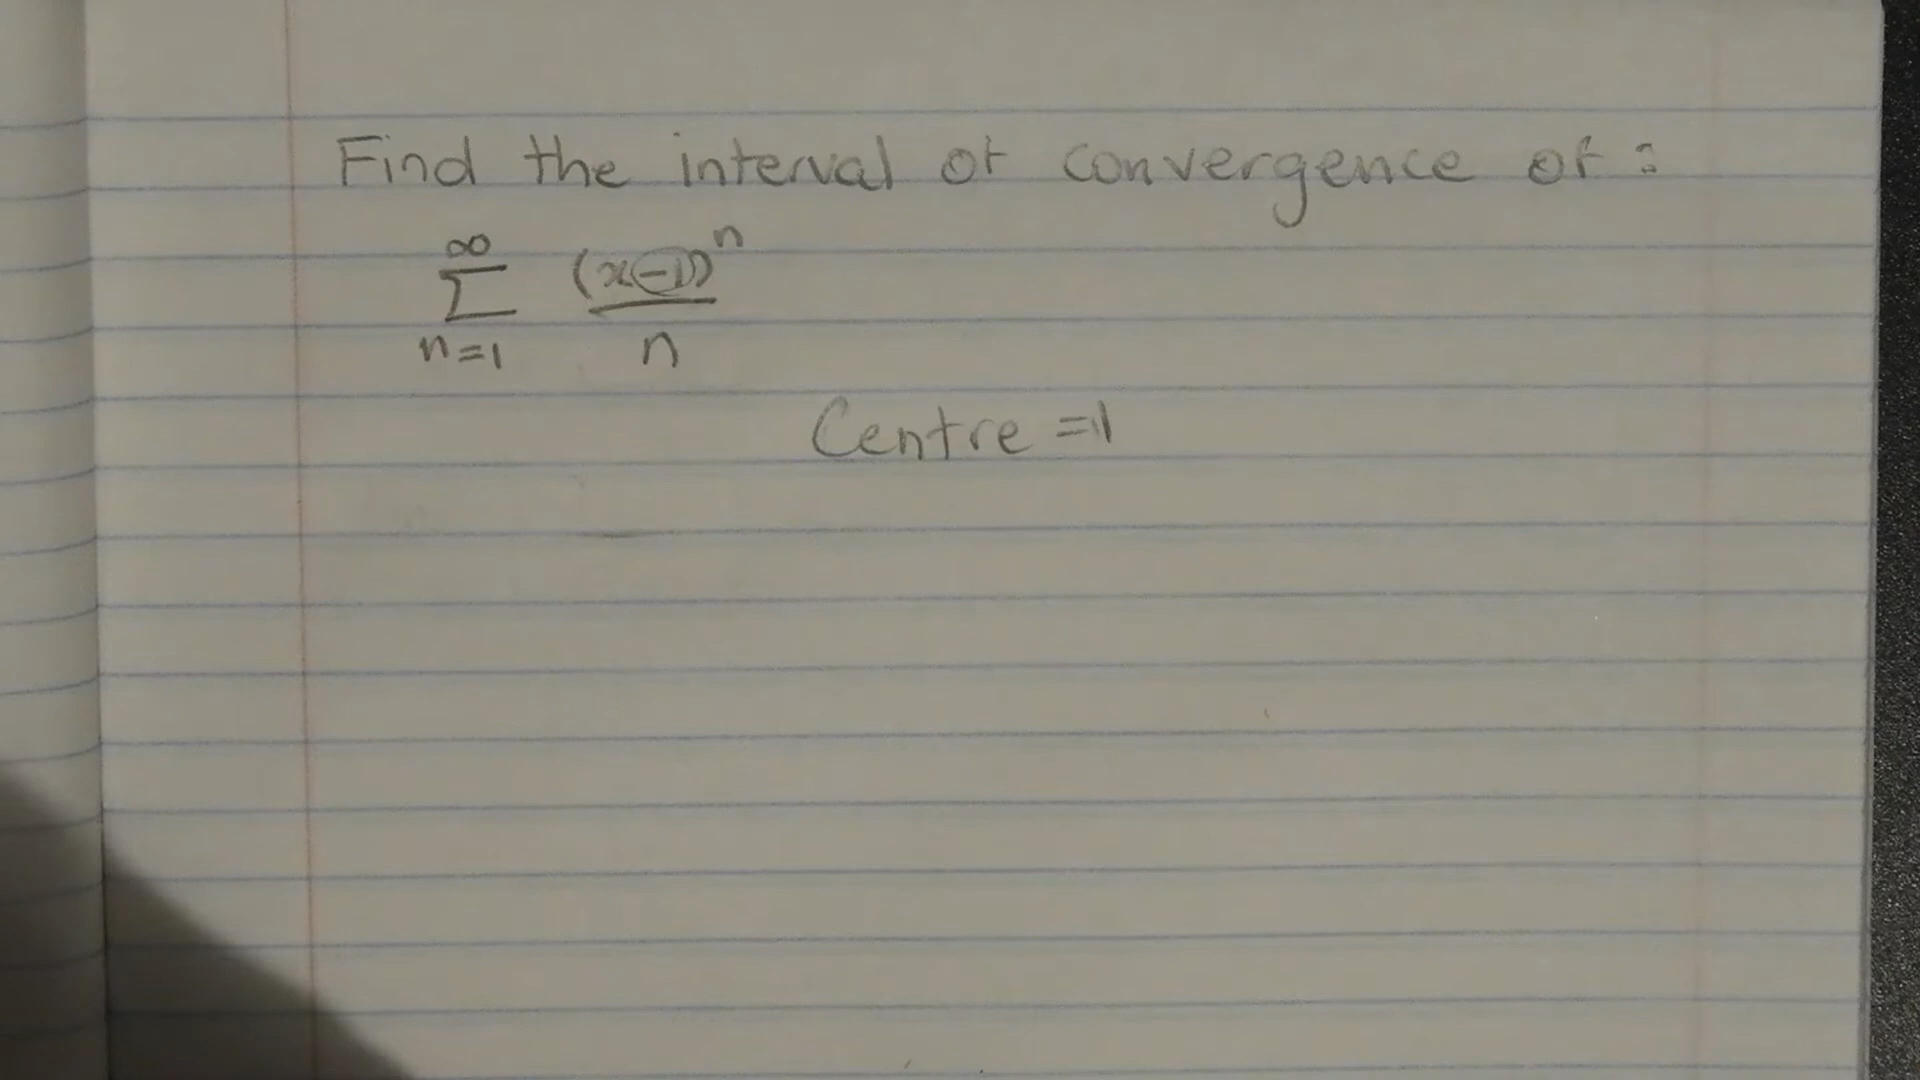 Find the interval of convergence of :
∞
Σ (x-1)^n
n=1 n
Centre =1